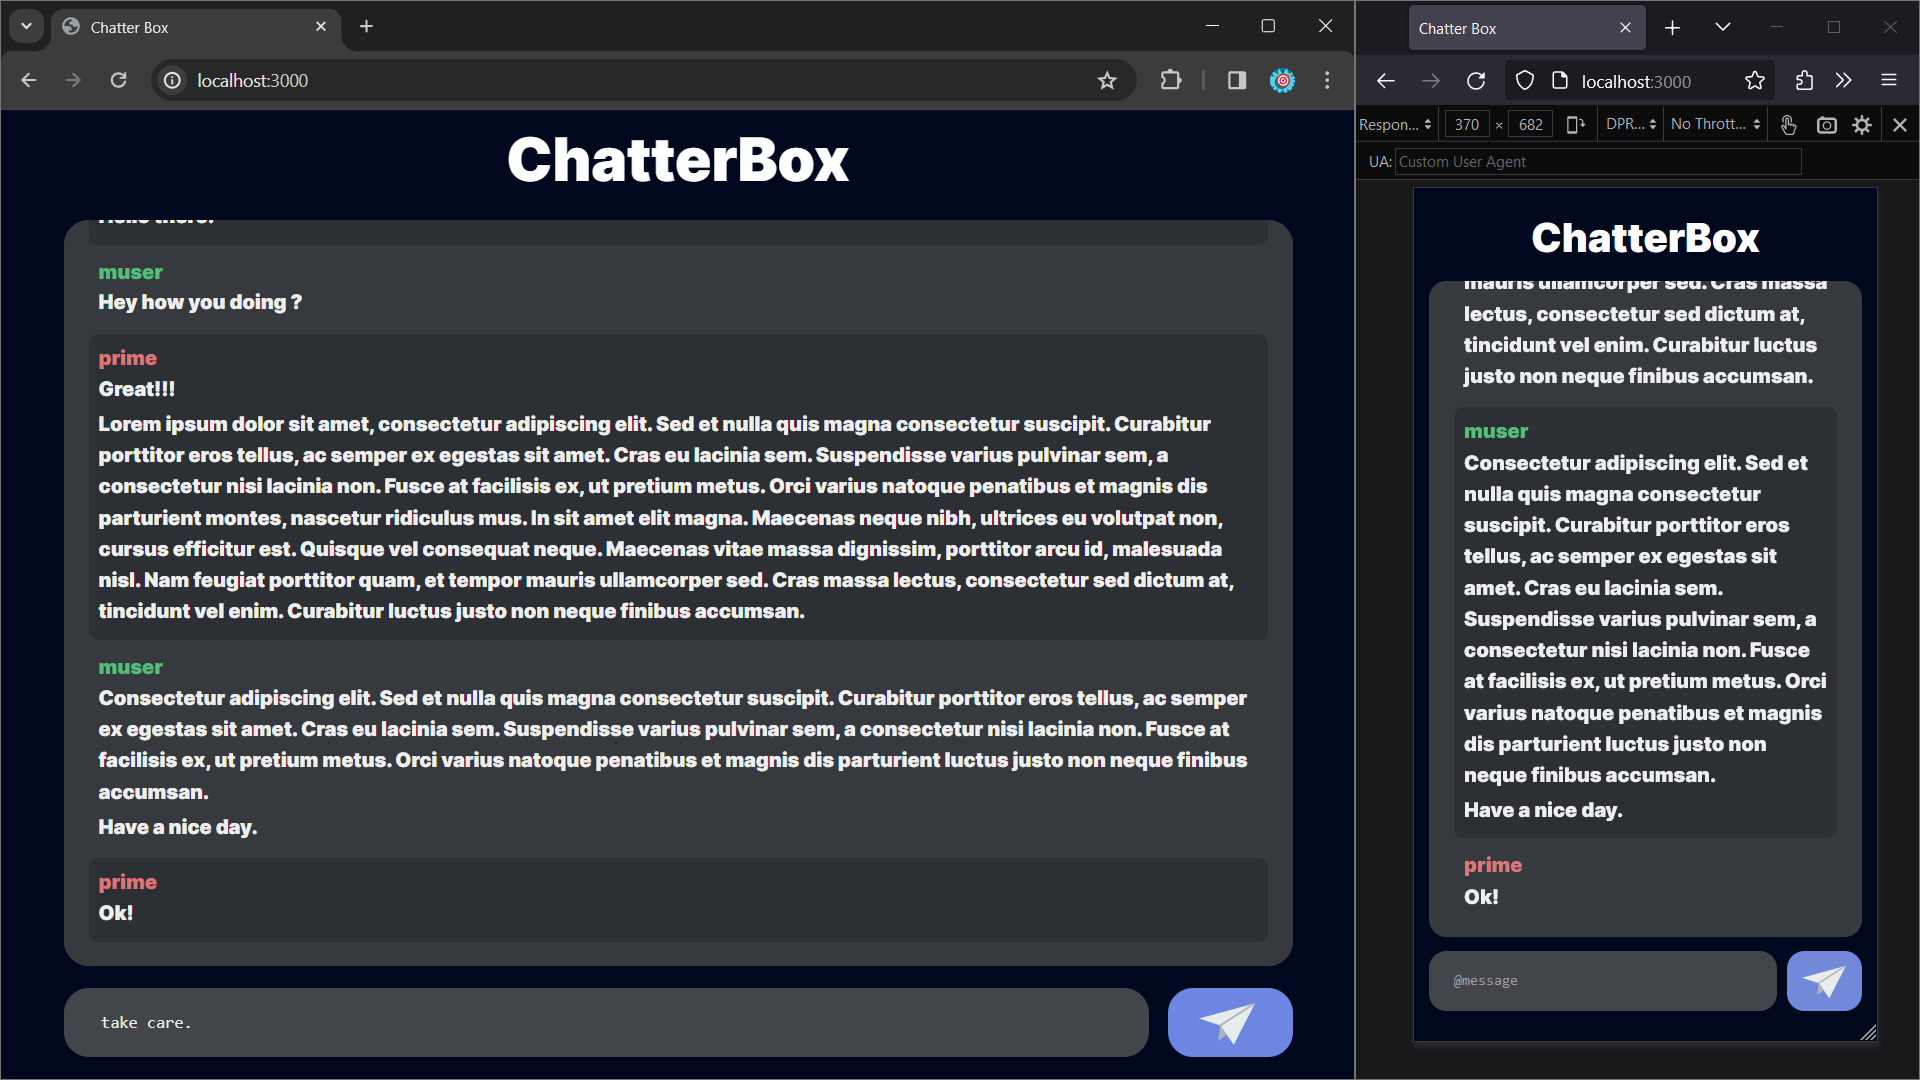 Chatter Box
localhost:3000
ChatterBox
Hello there.
muser
Hey how you doing ?
prime
Great!!!
Lorem ipsum dolor sit amet, consectetur adipiscing elit. Sed et nulla quis magna consectetur suscipit. Curabitur
porttitor eros tellus, ac semper ex egestas sit amet. Cras eu lacinia sem. Suspendisse varius pulvinar sem, a
consectetur nisi lacinia non. Fusce at facilisis ex, ut pretium metus. Orci varius natoque penatibus et magnis dis
parturient montes, nascetur ridiculus mus. In sit amet elit magna. Maecenas neque nibh, ultrices eu volutpat non,
cursus efficitur est. Quisque vel consequat neque. Maecenas vitae massa dignissim, porttitor arcu id, malesuada
nisl. Nam feugiat porttitor quam, et tempor mauris ullamcorper sed. Cras massa lectus, consectetur sed dictum at,
tincidunt vel enim. Curabitur luctus justo non neque finibus accumsan.
muser
Consectetur adipiscing elit. Sed et nulla quis magna consectetur suscipit. Curabitur porttitor eros tellus, ac semper
ex egestas sit amet. Cras eu lacinia sem. Suspendisse varius pulvinar sem, a consectetur nisi lacinia non. Fusce at
facilisis ex, ut pretium metus. Orci varius natoque penatibus et magnis dis parturient luctus justo non neque finibus
accumsan.
Have a nice day.
prime
Ok!
take care.
Chatter Box
localhost:3000
Respon... 370 × 682 DPR... No Thrott...
UA: Custom User Agent
ChatterBox
mauris ullamcorper sed. Cras massa
lectus, consectetur sed dictum at,
tincidunt vel enim. Curabitur luctus
justo non neque finibus accumsan.
muser
Consectetur adipiscing elit. Sed et
nulla quis magna consectetur
suscipit. Curabitur porttitor eros
tellus, ac semper ex egestas sit
amet. Cras eu lacinia sem.
Suspendisse varius pulvinar sem, a
consectetur nisi lacinia non. Fusce
at facilisis ex, ut pretium metus. Orci
varius natoque penatibus et magnis
dis parturient luctus justo non
neque finibus accumsan.
Have a nice day.
prime
Ok!
@message